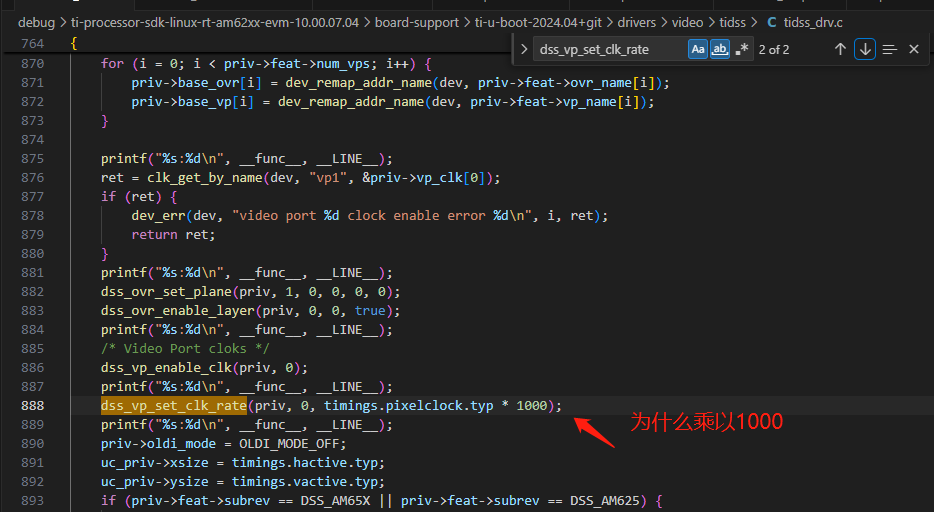 debug > ti-processor-sdk-linux-rt-am62xx-evm-10.00.07.04 > board-support > ti-u-boot-2024.04+git > drivers > video > tidss > C tidss_drv.c
764 {
> dss_vp_set_clk_rate Aa ab .* 2 of 2
870 for (i = 0; i < priv->feat->num_vps; i++) {
871 priv->base_ovr[i] = dev_remap_addr_name(dev, priv->feat->ovr_name[i]);
872 priv->base_vp[i] = dev_remap_addr_name(dev, priv->feat->vp_name[i]);
873 }
874
875 printf("%s:%d\n", __func__, __LINE__);
876 ret = clk_get_by_name(dev, "vp1", &priv->vp_clk[0]);
877 if (ret) {
878 dev_err(dev, "video port %d clock enable error %d\n", i, ret);
879 return ret;
880 }
881 printf("%s:%d\n", __func__, __LINE__);
882 dss_ovr_set_plane(priv, 1, 0, 0, 0, 0);
883 dss_ovr_enable_layer(priv, 0, 0, true);
884 printf("%s:%d\n", __func__, __LINE__);
885 /* Video Port cloks */
886 dss_vp_enable_clk(priv, 0);
887 printf("%s:%d\n", __func__, __LINE__);
888 dss_vp_set_clk_rate(priv, 0, timings.pixelclock.typ * 1000);
889 printf("%s:%d\n", __func__, __LINE__);
为什么乘以1000
890 priv->oldi_mode = OLDI_MODE_OFF;
891 uc_priv->xsize = timings.hactive.typ;
892 uc_priv->ysize = timings.vactive.typ;
893 if (priv->feat->subrev == DSS_AM65X || priv->feat->subrev == DSS_AM625) {